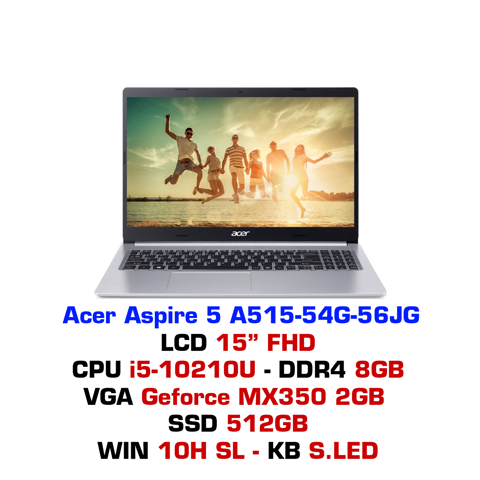 acer
Acer Aspire 5 A515-54G-56JG
LCD 15” FHD
CPU i5-10210U - DDR4 8GB
VGA Geforce MX350 2GB
SSD 512GB
WIN 10H SL - KB S.LED